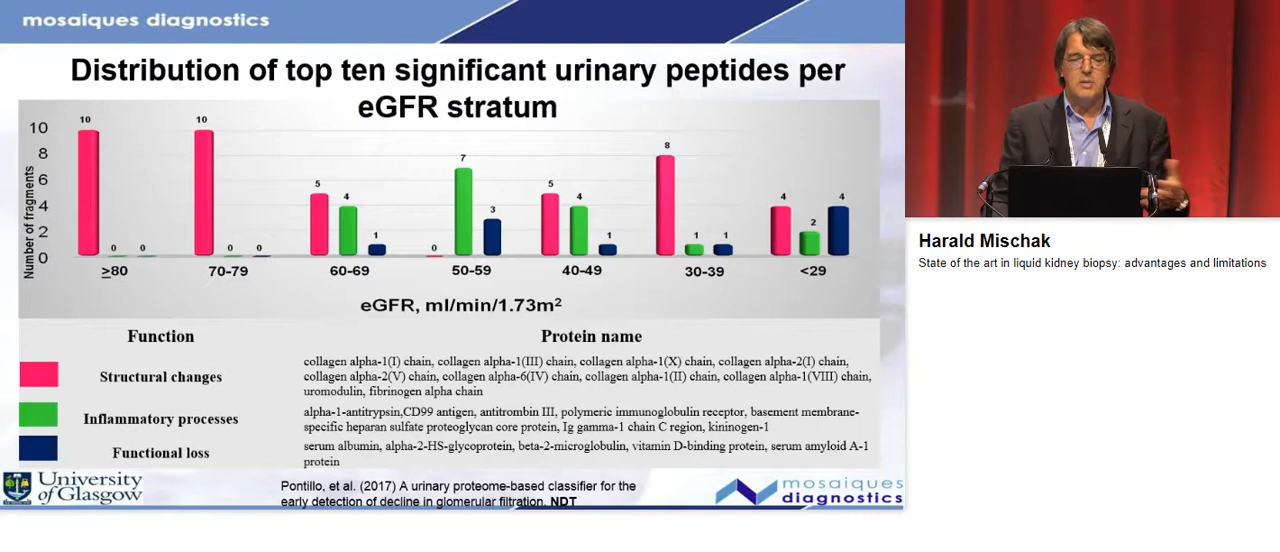 mosaiques diagnostics
Distribution of top ten significant urinary peptides per
eGFR stratum
Number of fragments
10
8
6
4
2
0
10 0 0
10 0 0
5 4 1
0 7 3
5 4 1
8 1 1
4 2 4
≥80 70-79 60-69 50-59 40-49 30-39 <29
eGFR, ml/min/1.73m²
Function Protein name
Structural changes
collagen alpha-1(I) chain, collagen alpha-1(III) chain, collagen alpha-1(X) chain, collagen alpha-2(I) chain,
collagen alpha-2(V) chain, collagen alpha-6(IV) chain, collagen alpha-1(II) chain, collagen alpha-1(VIII) chain,
uromodulin, fibrinogen alpha chain
Inflammatory processes
alpha-1-antitrypsin,CD99 antigen, antitrombin III, polymeric immunoglobulin receptor, basement membrane-
specific heparan sulfate proteoglycan core protein, Ig gamma-1 chain C region, kininogen-1
Functional loss
serum albumin, alpha-2-HS-glycoprotein, beta-2-microglobulin, vitamin D-binding protein, serum amyloid A-1
protein
University
of Glasgow
Pontillo, et al. (2017) A urinary proteome-based classifier for the
early detection of decline in glomerular filtration. NDT
mosaiques
diagnostics
Harald Mischak
State of the art in liquid kidney biopsy: advantages and limitations